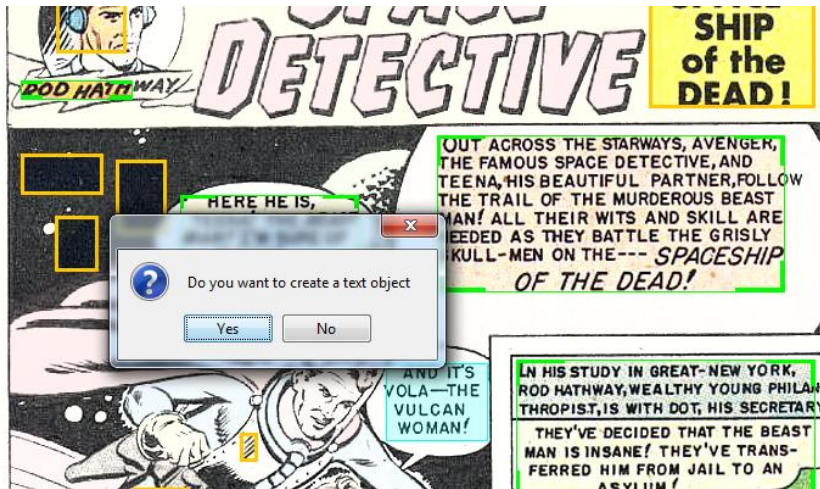 SPACE
DETECTIVE
SHIP
of the
DEAD!
ROD HATHWAY
OUT ACROSS THE STARWAYS, AVENGER,
THE FAMOUS SPACE DETECTIVE, AND
TEENA, HIS BEAUTIFUL PARTNER, FOLLOW
THE TRAIL OF THE MURDEROUS BEAST
MAN! ALL THEIR WITS AND SKILL ARE
NEEDED AS THEY BATTLE THE GRISLY
SKULL-MEN ON THE--- SPACESHIP
OF THE DEAD!
HERE HE IS,
Do you want to create a text object
Yes
No
AND IT'S
VOLA—THE
VULCAN
WOMAN!
IN HIS STUDY IN GREAT-NEW YORK,
ROD HATHWAY, WEALTHY YOUNG PHILAN-
THROPIST, IS WITH DOT, HIS SECRETARY
THEY'VE DECIDED THAT THE BEAST
MAN IS INSANE! THEY'VE TRANS-
FERRED HIM FROM JAIL TO AN
ASYLUM!